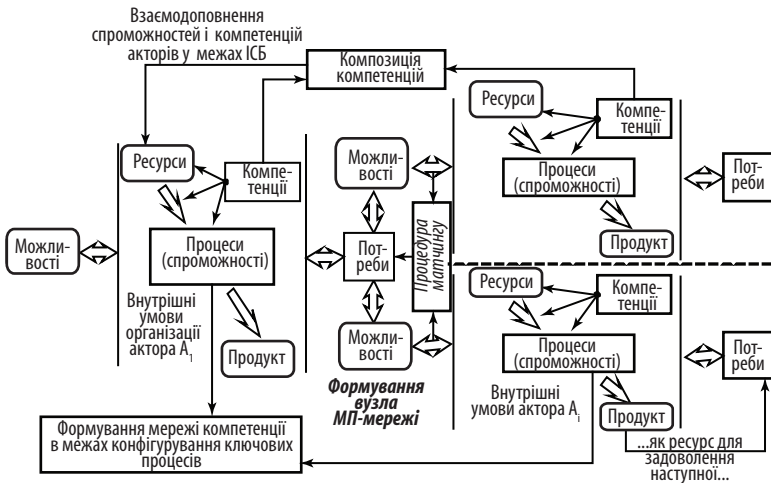 Взаємодоповнення
спроможностей і компетенцій
акторів у межах ІСБ
Композиція
компетенцій
Ресурси
Компе-
тенції
Процеси
(спроможності)
Продукт
Можли-
вості
Внутрішні
умови
організації
актора А1
Можли-
вості
Пот-
реби
Можли-
вості
Процедура
матчингу
Формування
вузла
МП-мережі
Ресурси
Компе-
тенції
Процеси
(спроможності)
Продукт
Пот-
реби
Ресурси
Компе-
тенції
Процеси
(спроможності)
Продукт
Пот-
реби
Внутрішні
умови актора Аі
...як ресурс для
задоволення
наступної...
Формування мережі компетенції
в межах конфігурування ключових
процесів